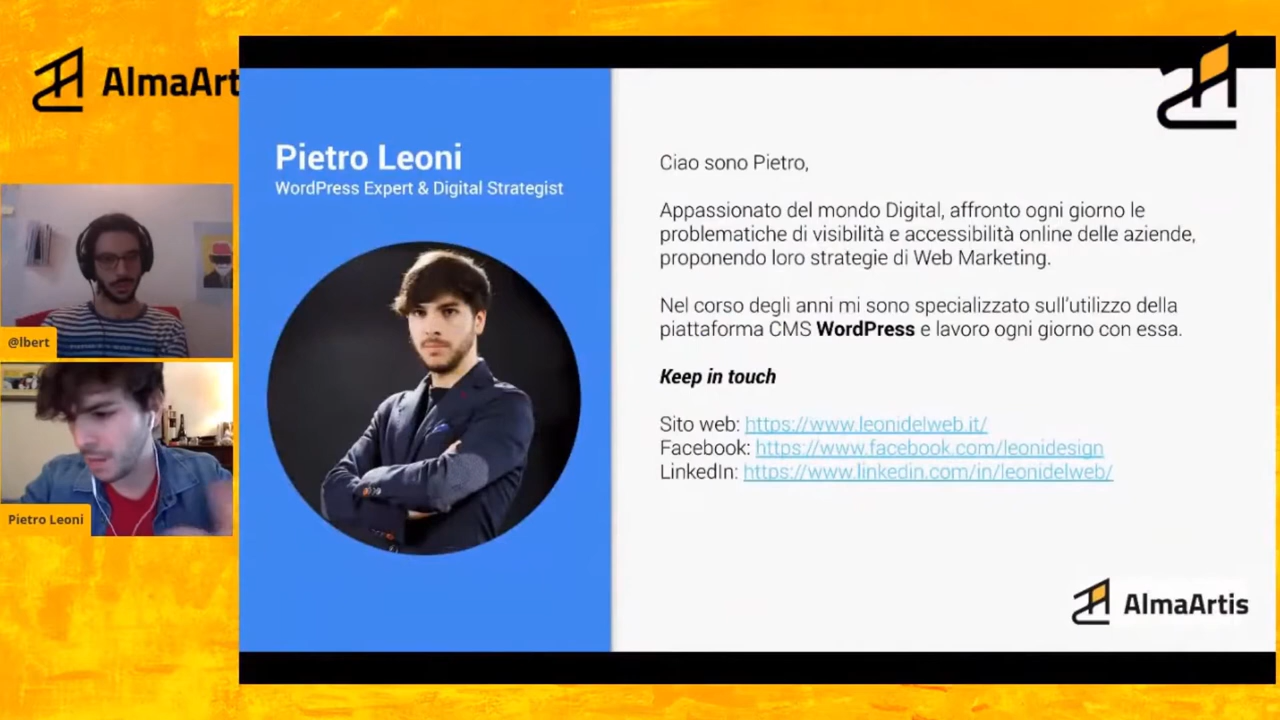 AlmaArt
@lbert
Pietro Leoni
Pietro Leoni
WordPress Expert & Digital Strategist
Ciao sono Pietro,
Appassionato del mondo Digital, affronto ogni giorno le
problematiche di visibilità e accessibilità online delle aziende,
proponendo loro strategie di Web Marketing.
Nel corso degli anni mi sono specializzato sull'utilizzo della
piattaforma CMS WordPress e lavoro ogni giorno con essa.
Keep in touch
Sito web: https://www.leonidelweb.it/
Facebook: https://www.facebook.com/leonidesign
LinkedIn: https://www.linkedin.com/in/leonidelweb/
AlmaArtis